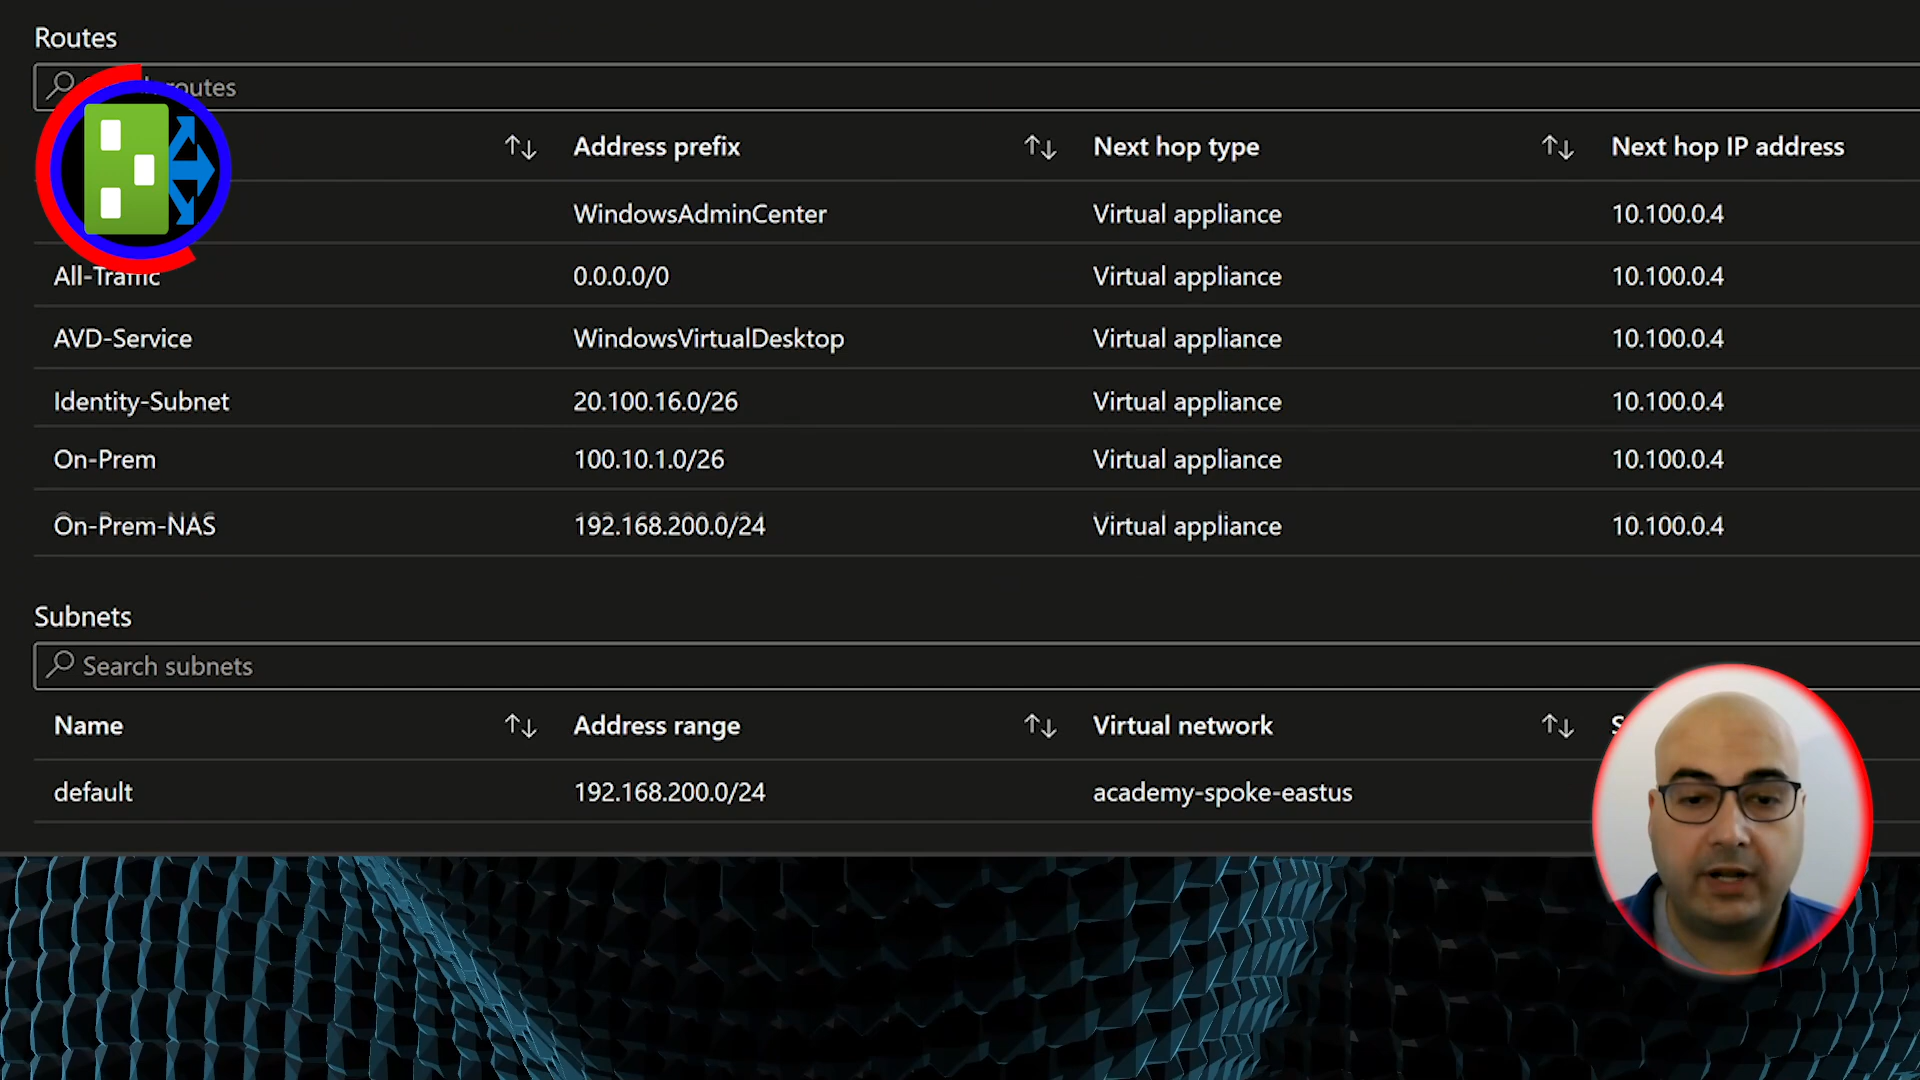 Routes
routes
Address prefix Next hop type Next hop IP address
WindowsAdminCenter Virtual appliance 10.100.0.4
All-Traffic 0.0.0.0/0 Virtual appliance 10.100.0.4
AVD-Service WindowsVirtualDesktop Virtual appliance 10.100.0.4
Identity-Subnet 20.100.16.0/26 Virtual appliance 10.100.0.4
On-Prem 100.10.1.0/26 Virtual appliance 10.100.0.4
On-Prem-NAS 192.168.200.0/24 Virtual appliance 10.100.0.4
Subnets
Search subnets
Name Address range Virtual network
default 192.168.200.0/24 academy-spoke-eastus